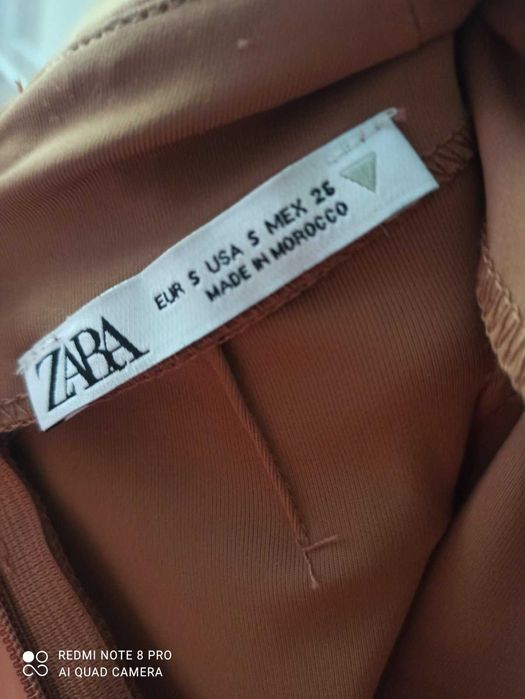 ZARA
EUR S USA S MEX 26
MADE IN MOROCCO
REDMI NOTE 8 PRO
AI QUAD CAMERA